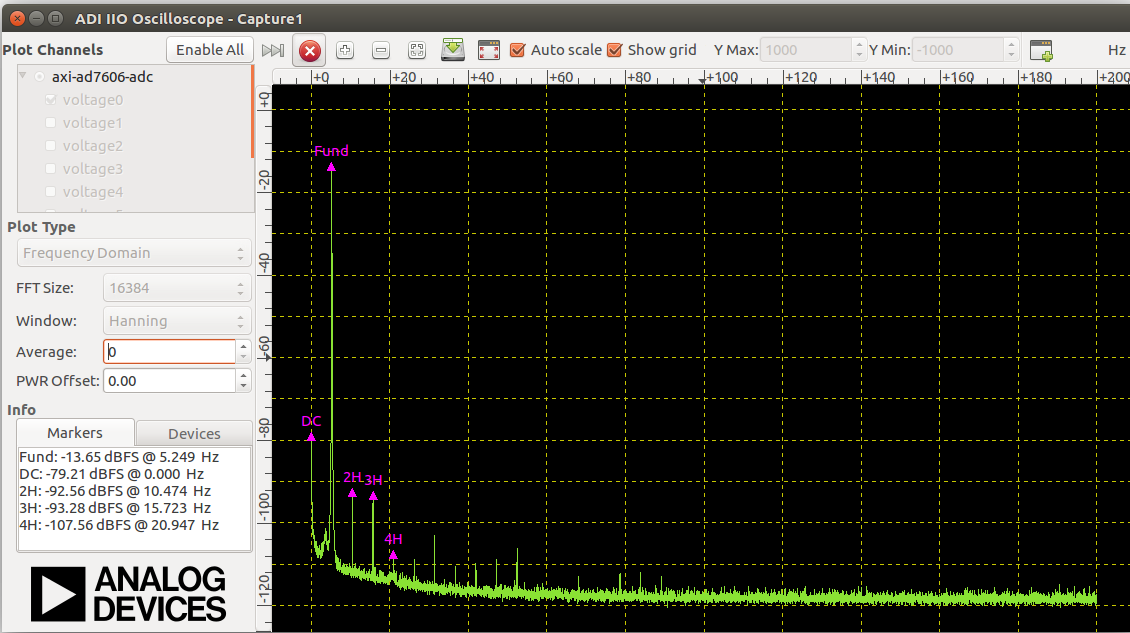 ADI IIO Oscilloscope - Capture1
Plot Channels Enable All Auto scale Show grid Y Max: 1000 Y Min: -1000 Hz
axi-ad7606-adc
voltage0
voltage1
voltage2
voltage3
voltage4
Plot Type
Frequency Domain
FFT Size: 16384
Window: Hanning
Average: 0
PWR Offset: 0.00
Info
Markers Devices
Fund: -13.65 dBFS @ 5.249 Hz
DC: -79.21 dBFS @ 0.000 Hz
2H: -92.56 dBFS @ 10.474 Hz
3H: -93.28 dBFS @ 15.723 Hz
4H: -107.56 dBFS @ 20.947 Hz
ANALOG
DEVICES
+0 +20 +40 +60 +80 +100 +120 +140 +160 +180 +200
+0
-20
-40
-60
-80
-100
-120
Fund
DC
2H 3H
4H